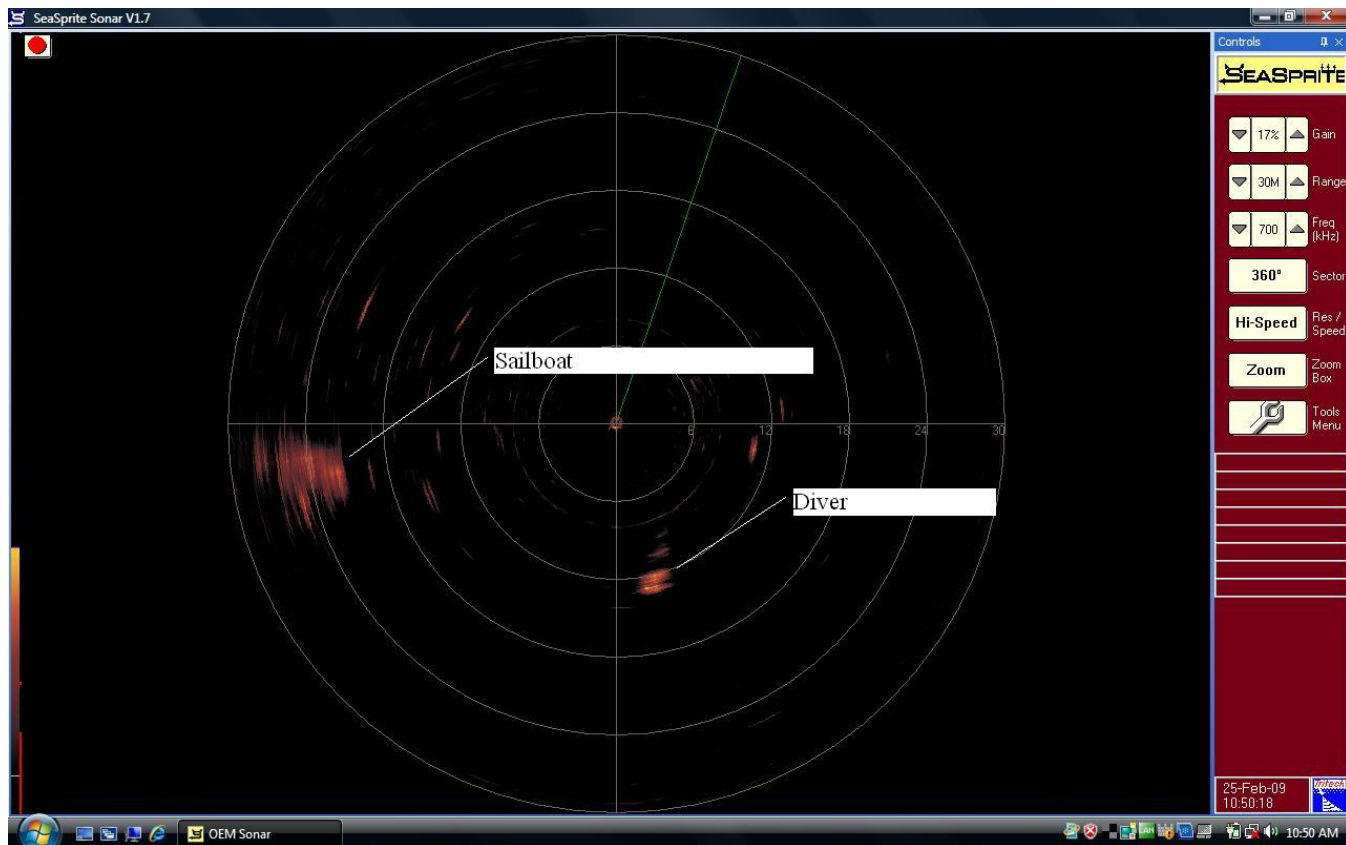 SeaSprite Sonar V1.7
Controls
SEASPRITE
17% Gain
30M Range
700 Freq (kHz)
360° Sector
Hi-Speed Res / Speed
Zoom Zoom Box
Tools Menu
Sailboat
6 12 18 24 30
Diver
25-Feb-09
10:50:18
Tritech
OEM Sonar
LAN
10:50 AM